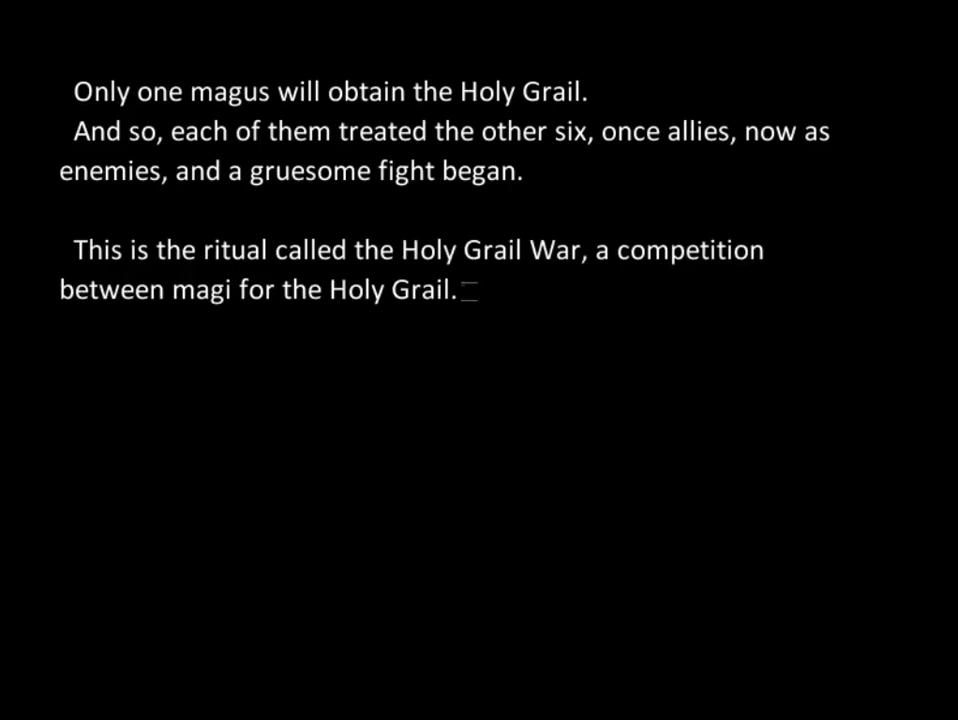 Only one magus will obtain the Holy Grail.
And so, each of them treated the other six, once allies, now as
enemies, and a gruesome fight began.
This is the ritual called the Holy Grail War, a competition
between magi for the Holy Grail.